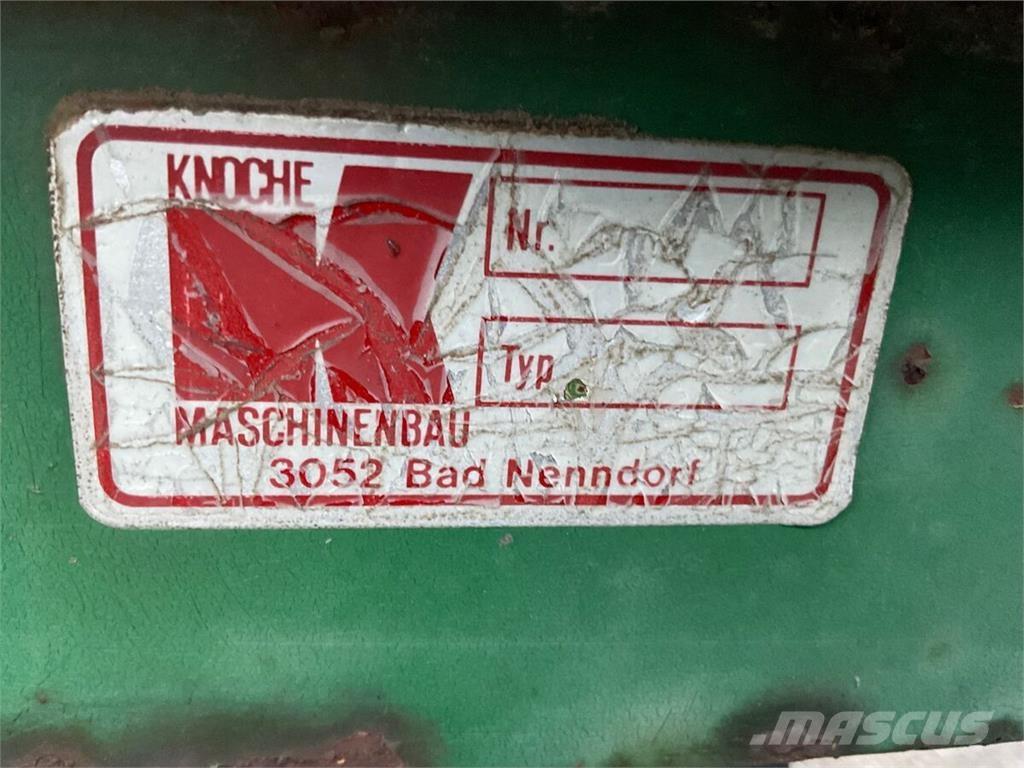 KNOCHE
Nr.
Typ
MASCHINENBAU
3052 Bad Nenndorf
MASCUS